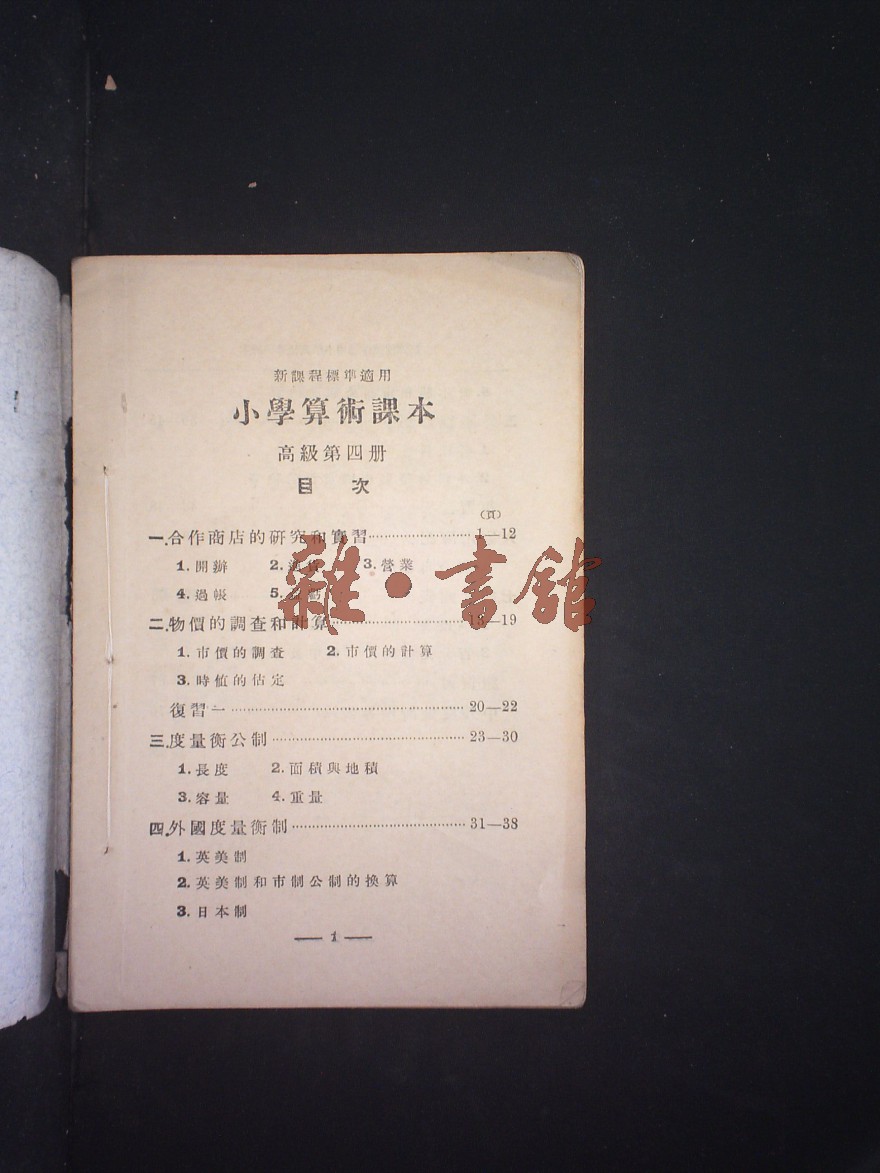 新課程標準適用
小學算術課本
高級第四册
目 次
(頁)
一.合作商店的研究和實習 1—12
1.開辦 2. 3.營業
4.過帳 5.
二.物價的調查和計算 13—19
1.市價的調查 2.市價的計算
3.時值的估定
復習一 20—22
三.度量衡公制 23—30
1.長度 2.面積與地積
3.容量 4.重量
四.外國度量衡制 31—38
1.英美制
2.英美制和市制公制的換算
3.日本制
— 1 —
雜·書館